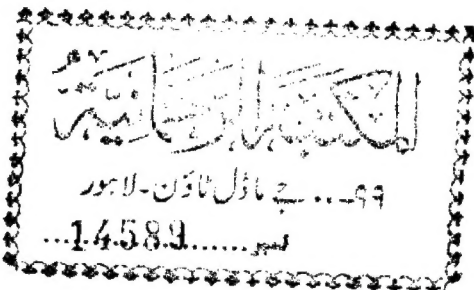 المكتبة الرحمانية
۹۹۔۔۔۔ جے ماڈل ٹاؤن۔لاہور
نمبر......14589...